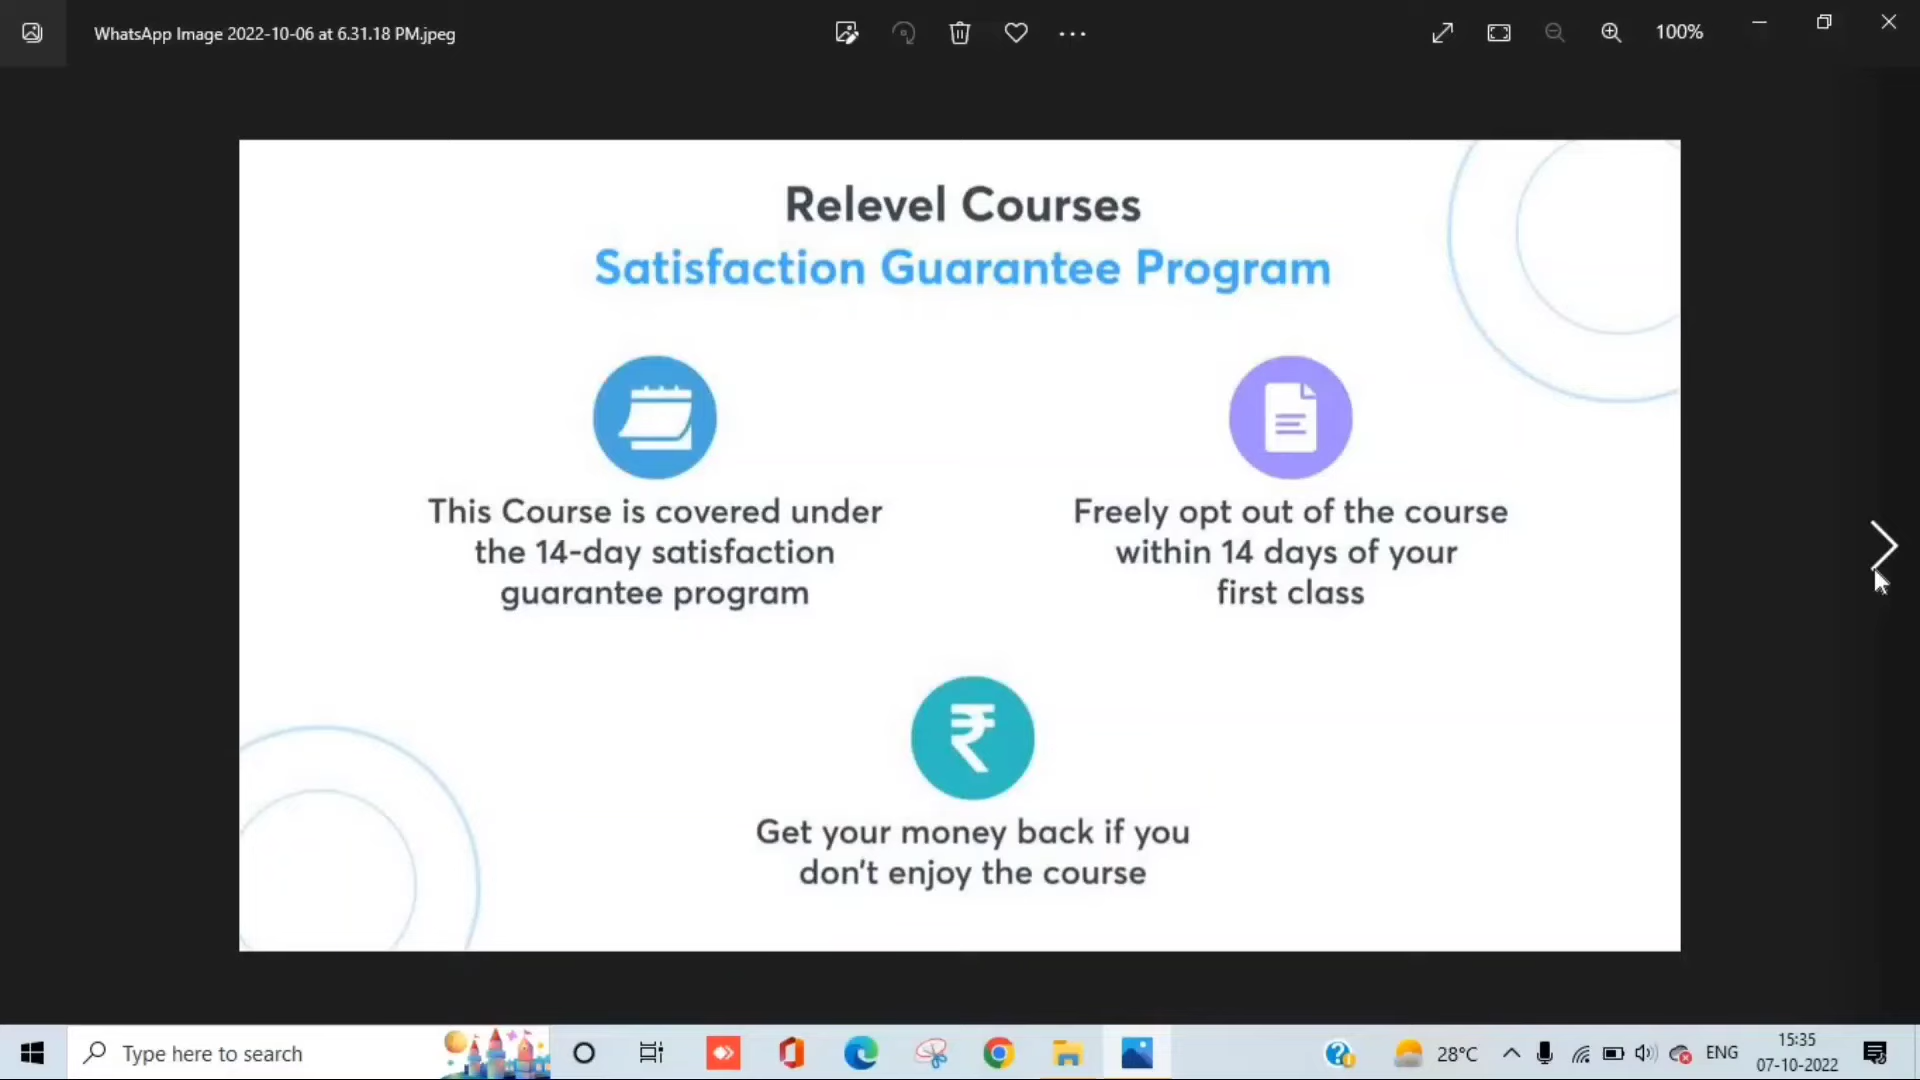 WhatsApp Image 2022-10-06 at 6.31.18 PM.jpeg
100%
Relevel Courses
Satisfaction Guarantee Program
This Course is covered under
the 14-day satisfaction
guarantee program
Freely opt out of the course
within 14 days of your
first class
₹
Get your money back if you
don't enjoy the course
Type here to search
28°C
ENG
15:35
07-10-2022